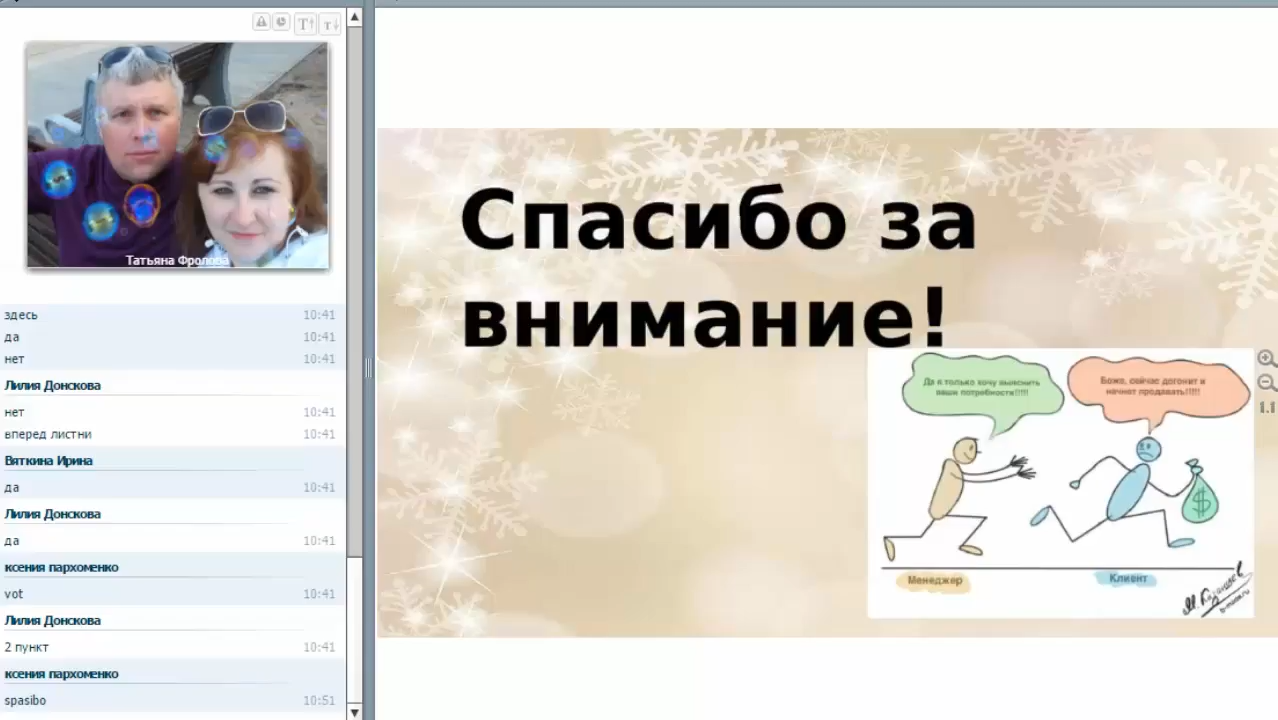 Татьяна Фролова
здесь 10:41
да 10:41
нет 10:41
Лилия Донскова
нет 10:41
вперед листни 10:41
Вяткина Ирина
да 10:41
Лилия Донскова
да 10:41
ксения пархоменко
vot 10:41
Лилия Донскова
2 пункт 10:41
ксения пархоменко
spasibo 10:51
Спасибо за
внимание!
Да я только хочу выяснить
ваши потребности!!!!!
Боже, сейчас догонит и
начнет продавать!!!!!
$
Менеджер
Клиент
1.1